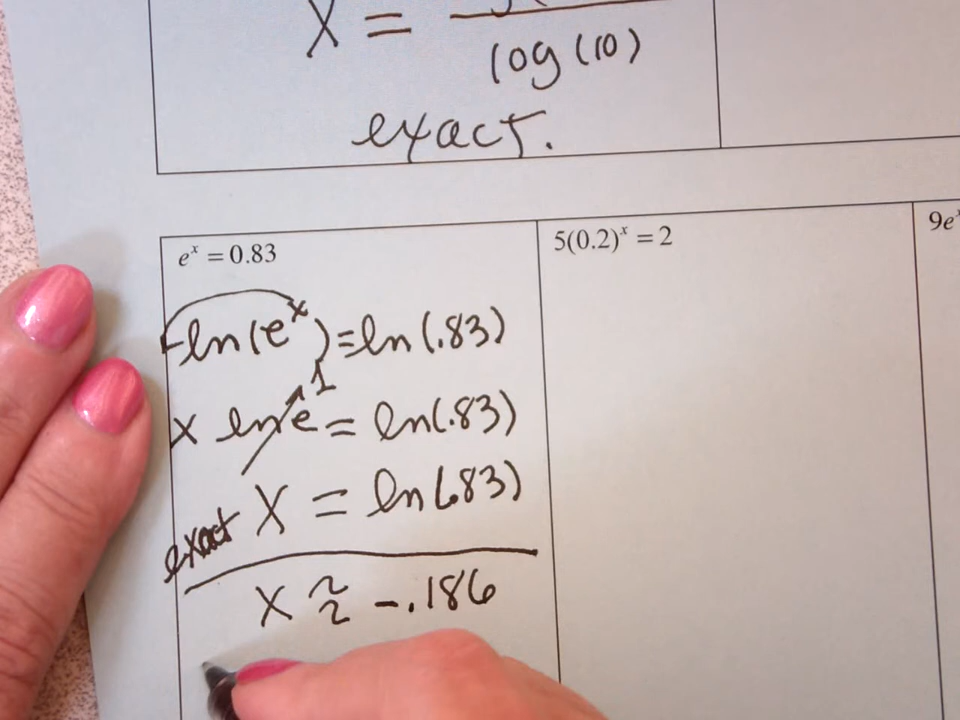 X =
log (10)
exact.
e^x = 0.83
5(0.2)^x = 2
9e^x
ln(e^x) = ln(.83)
1
x ln e = ln(.83)
exact X = ln(.83)
X ≈ -.186